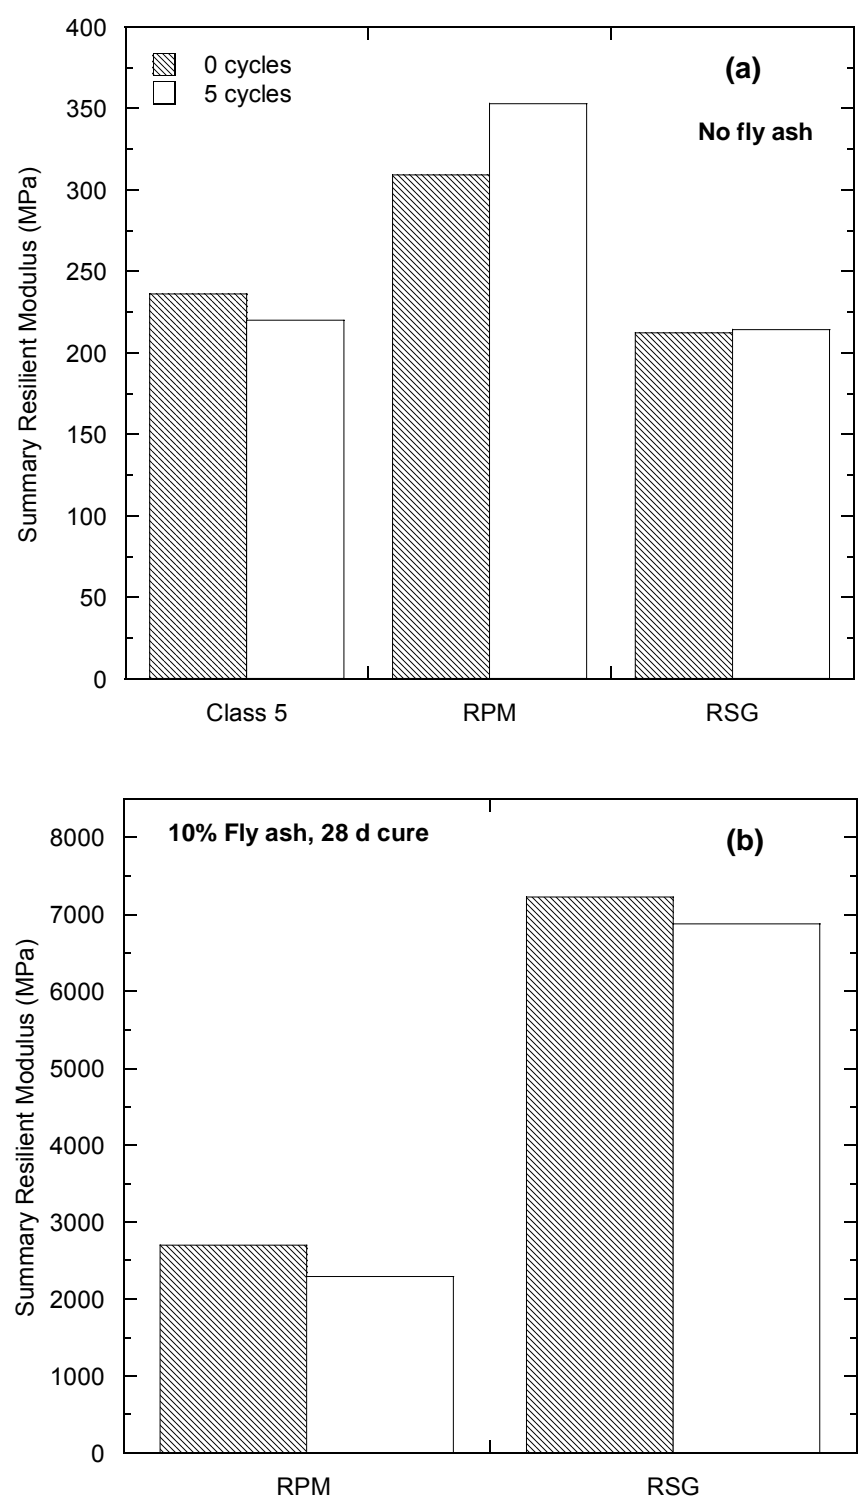 400
350
300
250
200
150
100
50
0
Summary Resilient Modulus (MPa)
0 cycles
5 cycles
(a)
No fly ash
Class 5 RPM RSG
8000
7000
6000
5000
4000
3000
2000
1000
0
Summary Resilient Modulus (MPa)
10% Fly ash, 28 d cure
(b)
RPM RSG